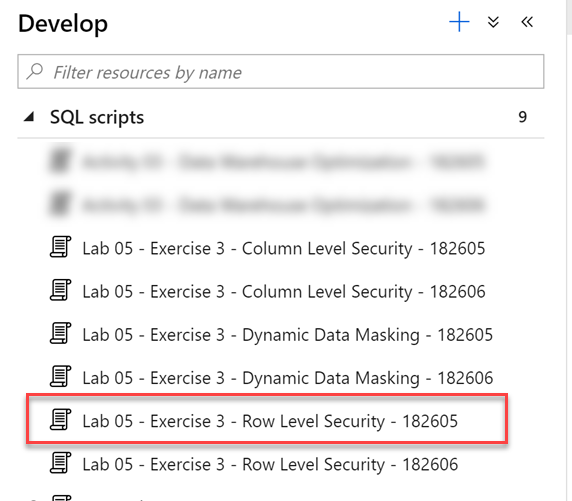 Develop
Filter resources by name
SQL scripts 9
Lab 05 - Exercise 3 - Column Level Security - 182605
Lab 05 - Exercise 3 - Column Level Security - 182606
Lab 05 - Exercise 3 - Dynamic Data Masking - 182605
Lab 05 - Exercise 3 - Dynamic Data Masking - 182606
Lab 05 - Exercise 3 - Row Level Security - 182605
Lab 05 - Exercise 3 - Row Level Security - 182606